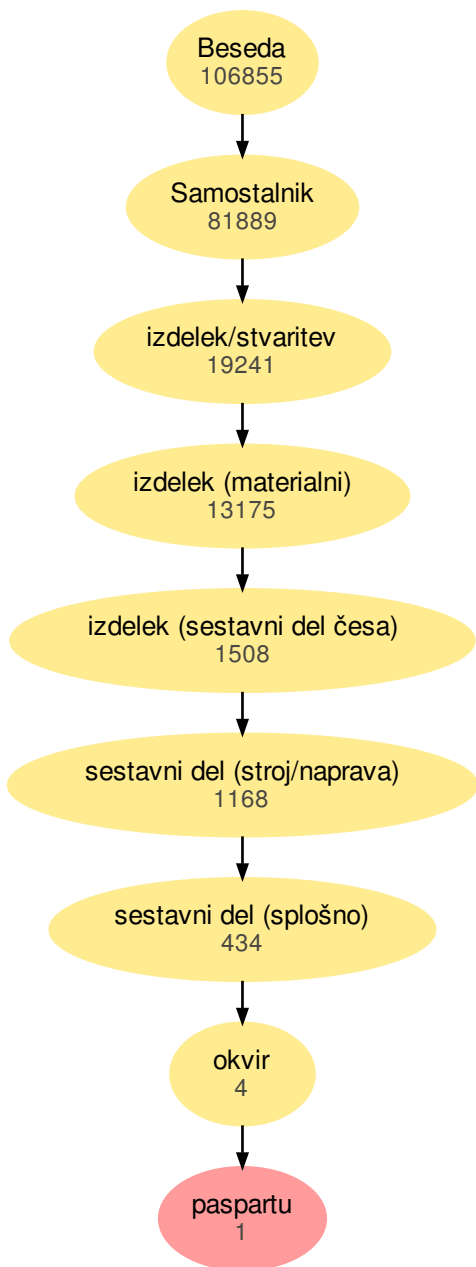 Beseda
106855
Samostalnik
81889
izdelek/stvaritev
19241
izdelek (materialni)
13175
izdelek (sestavni del česa)
1508
sestavni del (stroj/naprava)
1168
sestavni del (splošno)
434
okvir
4
paspartu
1